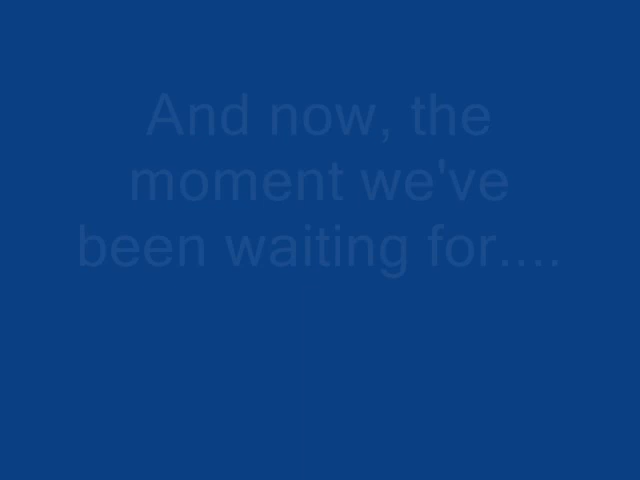 And now, the
moment we've
been waiting for....